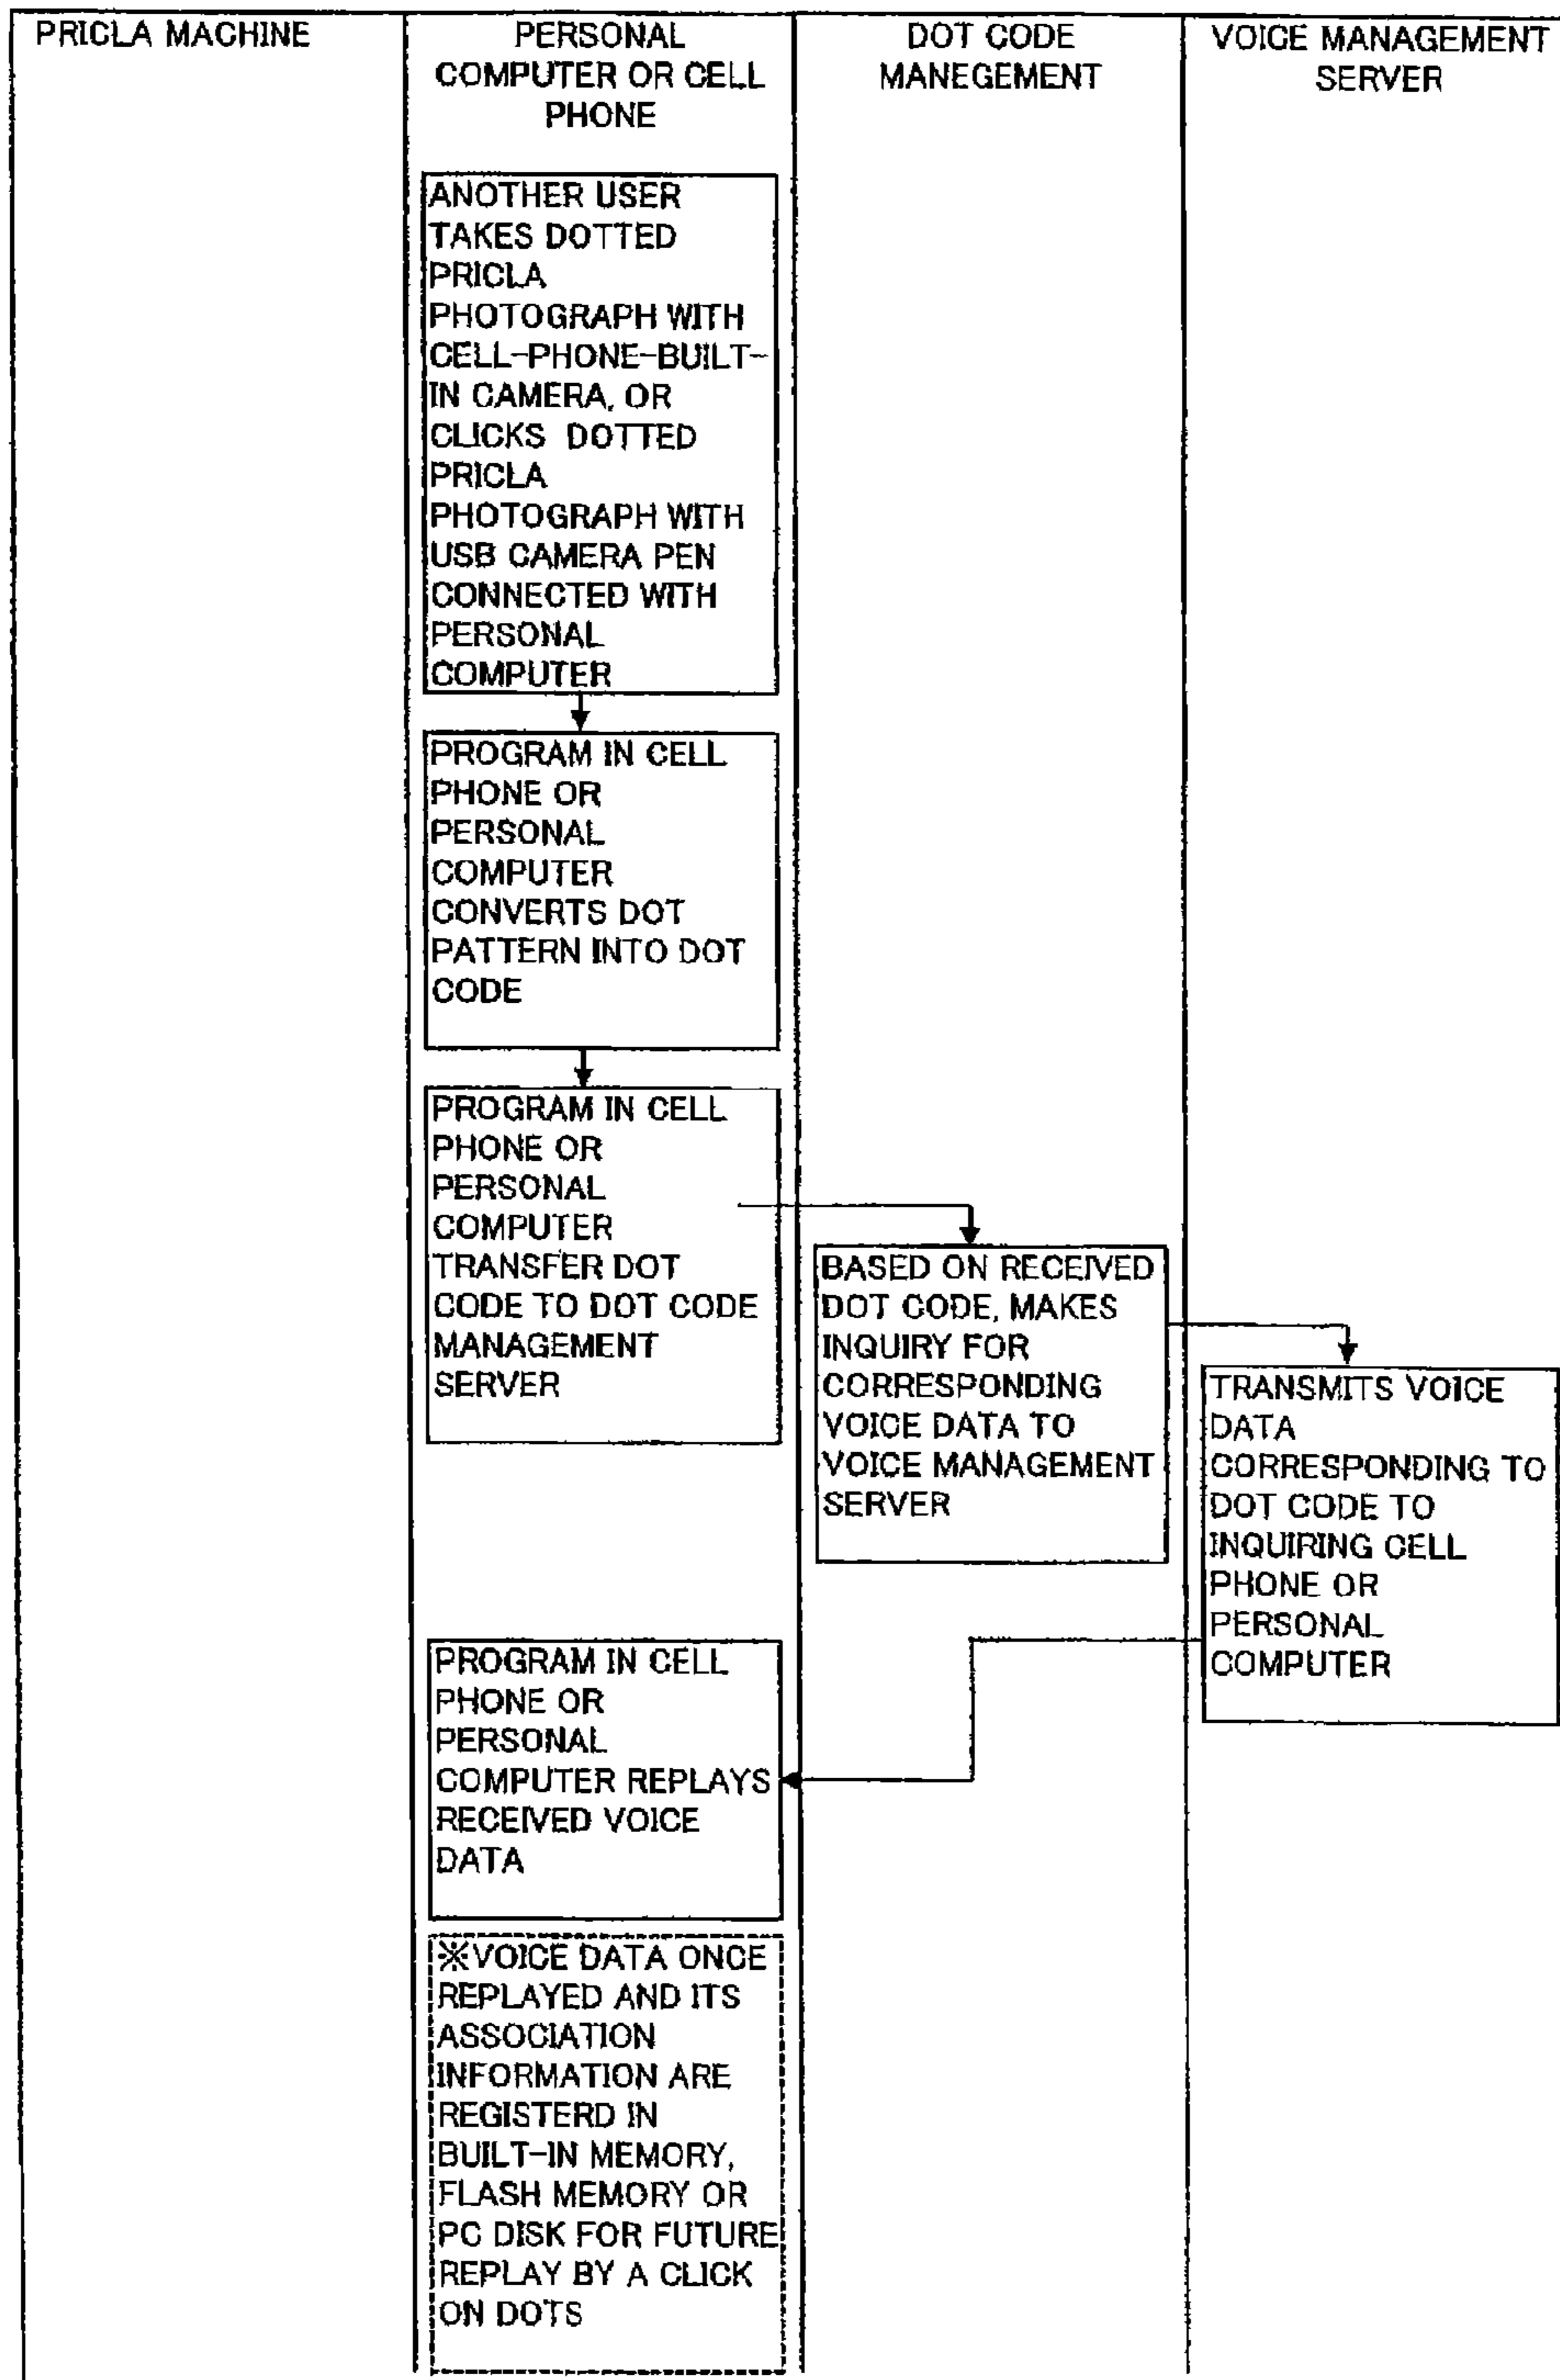 PRICLA MACHINE
PERSONAL
COMPUTER OR CELL
PHONE
DOT CODE
MANEGEMENT
VOICE MANAGEMENT
SERVER
ANOTHER USER
TAKES DOTTED
PRICLA
PHOTOGRAPH WITH
CELL-PHONE-BUILT-
IN CAMERA, OR
CLICKS DOTTED
PRICLA
PHOTOGRAPH WITH
USB CAMERA PEN
CONNECTED WITH
PERSONAL
COMPUTER
PROGRAM IN CELL
PHONE OR
PERSONAL
COMPUTER
CONVERTS DOT
PATTERN INTO DOT
CODE
PROGRAM IN CELL
PHONE OR
PERSONAL
COMPUTER
TRANSFER DOT
CODE TO DOT CODE
MANAGEMENT
SERVER
BASED ON RECEIVED
DOT CODE, MAKES
INQUIRY FOR
CORRESPONDING
VOICE DATA TO
VOICE MANAGEMENT
SERVER
TRANSMITS VOICE
DATA
CORRESPONDING TO
DOT CODE TO
INQUIRING CELL
PHONE OR
PERSONAL
COMPUTER
PROGRAM IN CELL
PHONE OR
PERSONAL
COMPUTER REPLAYS
RECEIVED VOICE
DATA
※VOICE DATA ONCE
REPLAYED AND ITS
ASSOCIATION
INFORMATION ARE
REGISTERD IN
BUILT-IN MEMORY,
FLASH MEMORY OR
PC DISK FOR FUTURE
REPLAY BY A CLICK
ON DOTS